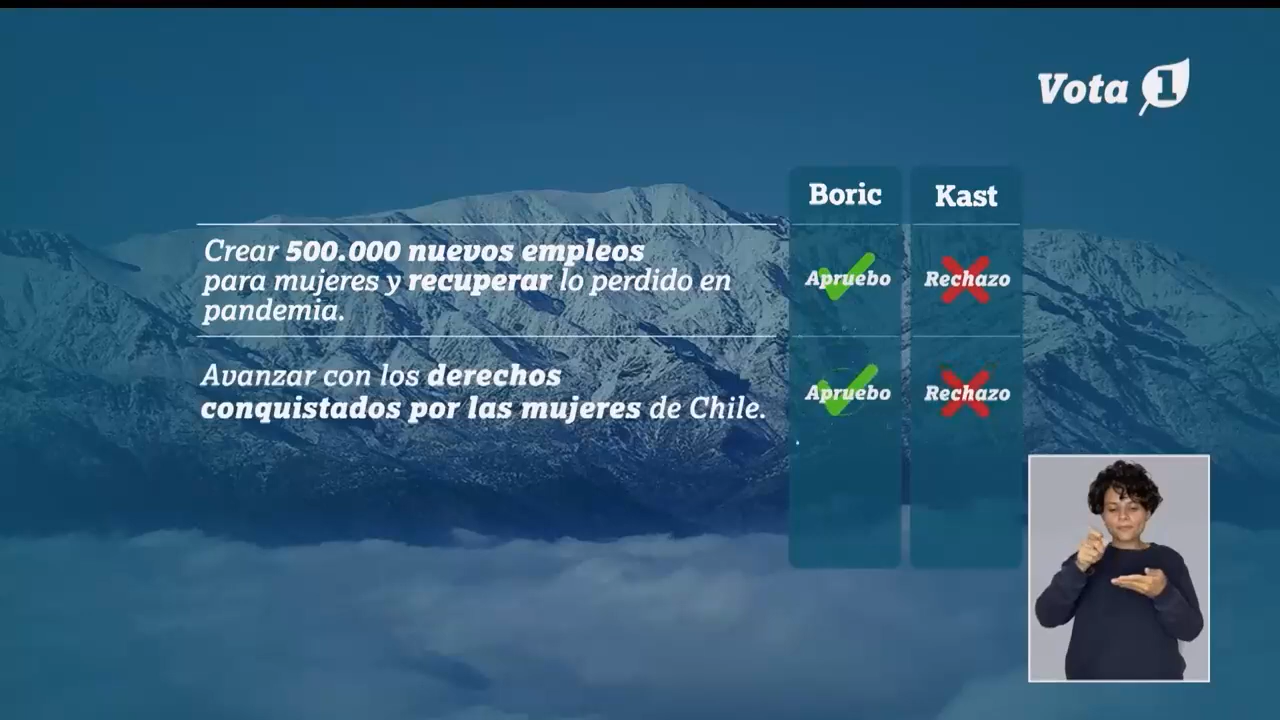 Vota 1
Boric Kast
Crear 500.000 nuevos empleos
para mujeres y recuperar lo perdido en
pandemia.
Apruebo Rechazo
Avanzar con los derechos
conquistados por las mujeres de Chile.
Apruebo Rechazo